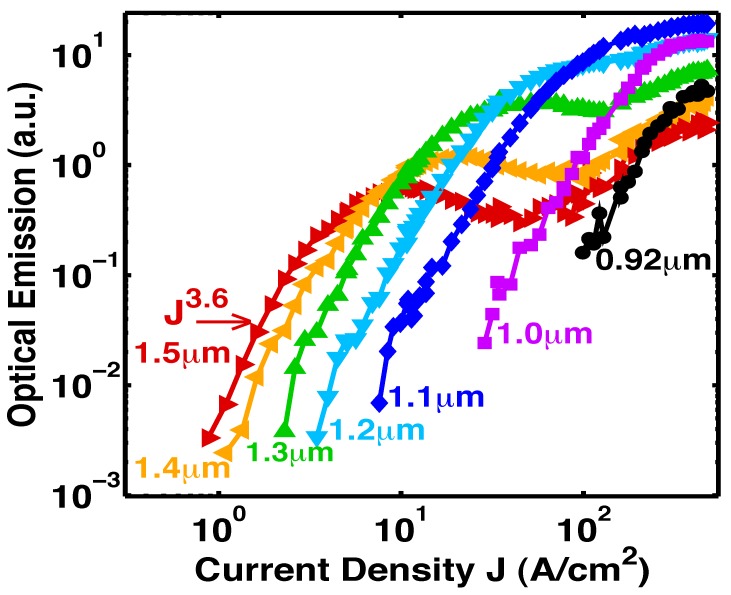 Optical Emission (a.u.)
10¹
10⁰
10⁻¹
10⁻²
10⁻³
J³·⁶
1.5μm
1.4μm
1.3μm
1.2μm
1.1μm
1.0μm
0.92μm
10⁰ 10¹ 10²
Current Density J (A/cm²)